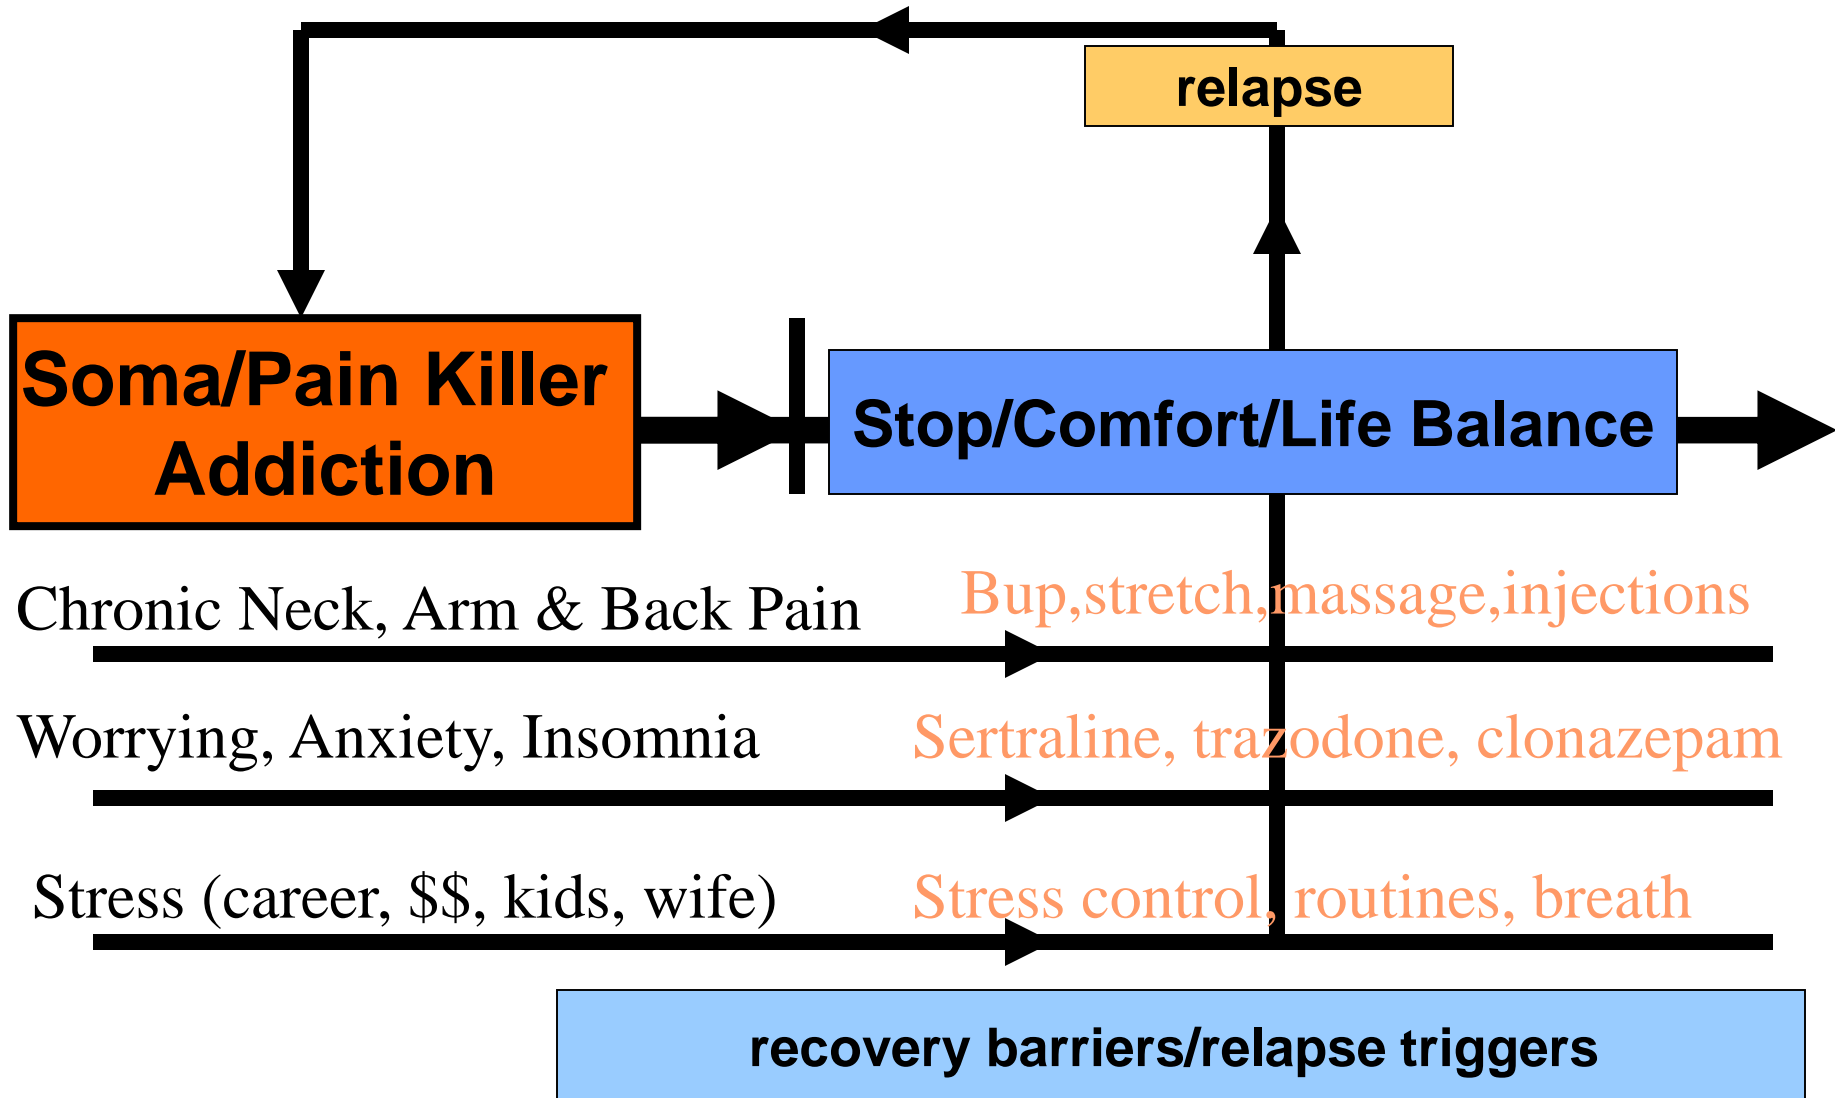 relapse
Soma/Pain Killer
Addiction
Stop/Comfort/Life Balance
Chronic Neck, Arm & Back Pain
Bup,stretch,massage,injections
Worrying, Anxiety, Insomnia
Sertraline, trazodone, clonazepam
Stress (career, $$, kids, wife)
Stress control, routines, breath
recovery barriers/relapse triggers